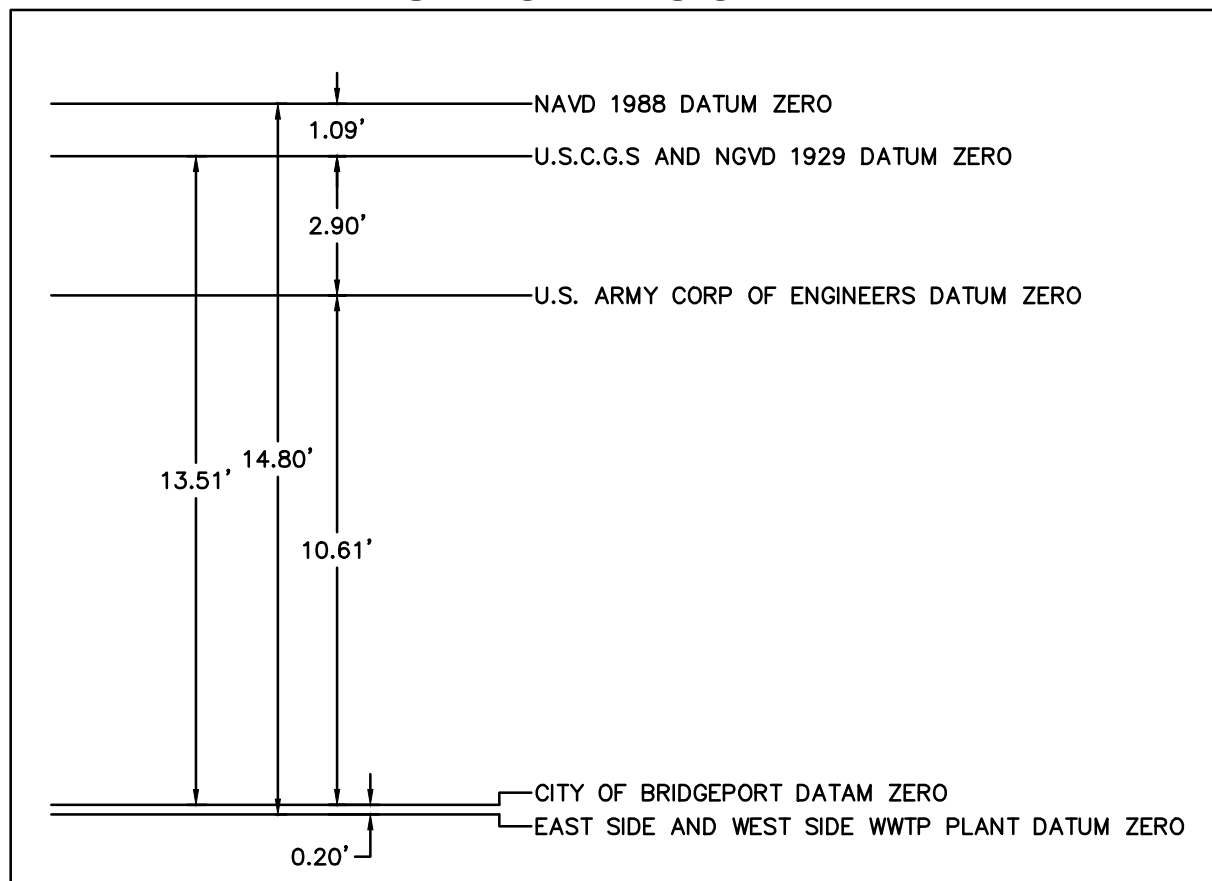 NAVD 1988 DATUM ZERO
1.09'
U.S.C.G.S AND NGVD 1929 DATUM ZERO
2.90'
U.S. ARMY CORP OF ENGINEERS DATUM ZERO
14.80'
13.51'
10.61'
CITY OF BRIDGEPORT DATAM ZERO
EAST SIDE AND WEST SIDE WWTP PLANT DATUM ZERO
0.20'